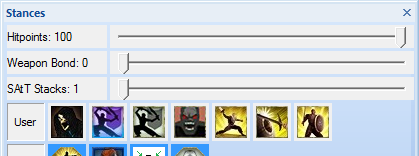 Stances
Hitpoints: 100
Weapon Bond: 0
SAtT Stacks: 1
User